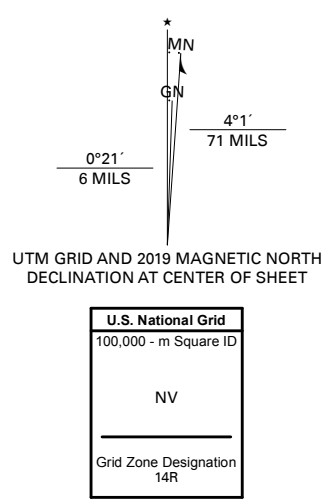 ★
MN
GN
4°1´
71 MILS
0°21´
6 MILS
UTM GRID AND 2019 MAGNETIC NORTH
DECLINATION AT CENTER OF SHEET
U.S. National Grid
100,000 - m Square ID
NV
Grid Zone Designation
14R